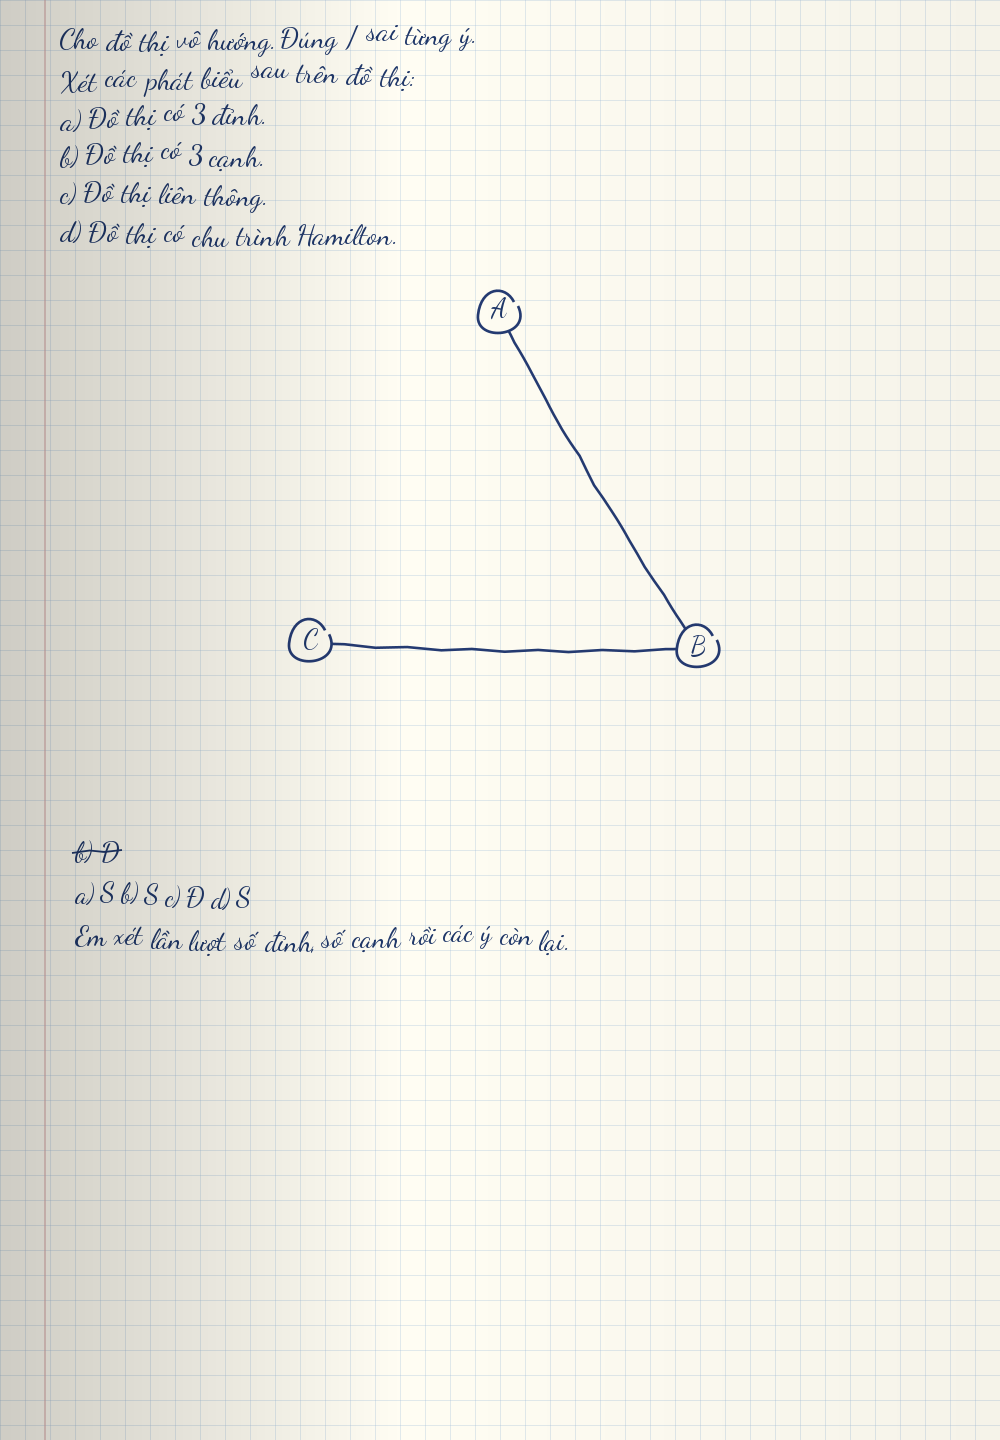 Cho đồ thị vô hướng. Đúng / sai từng ý.
Xét các phát biểu sau trên đồ thị:
a) Đồ thị có 3 đỉnh.
b) Đồ thị có 3 cạnh.
c) Đồ thị liên thông.
d) Đồ thị có chu trình Hamilton.
A
C
B
b) D
a) S b) S c) Đ d) S
Em xét lần lượt số đỉnh, số cạnh rồi các ý còn lại.